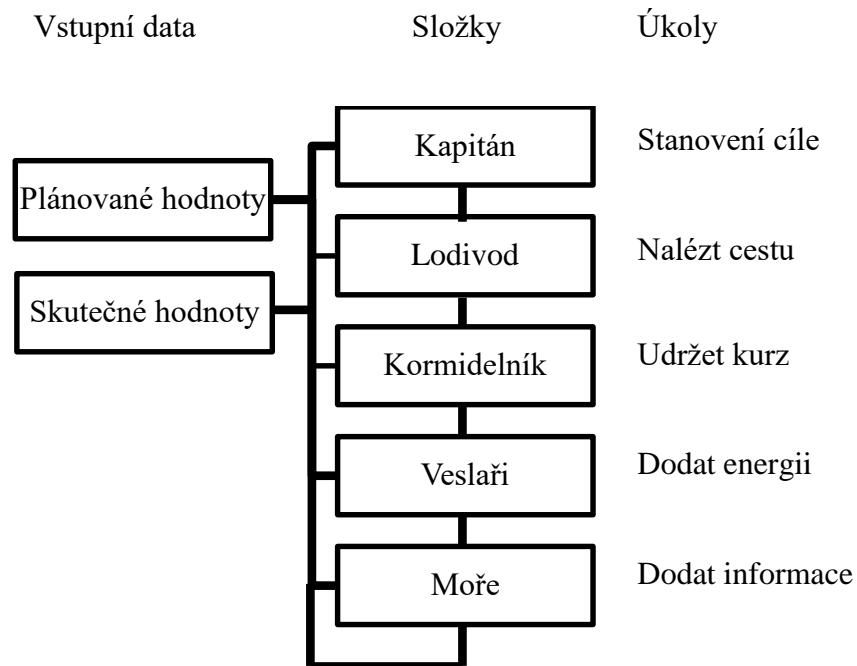 Vstupní data
Složky
Úkoly
Kapitán
Stanovení cíle
Plánované hodnoty
Lodivod
Nalézt cestu
Skutečné hodnoty
Kormidelník
Udržet kurz
Veslaři
Dodat energii
Moře
Dodat informace